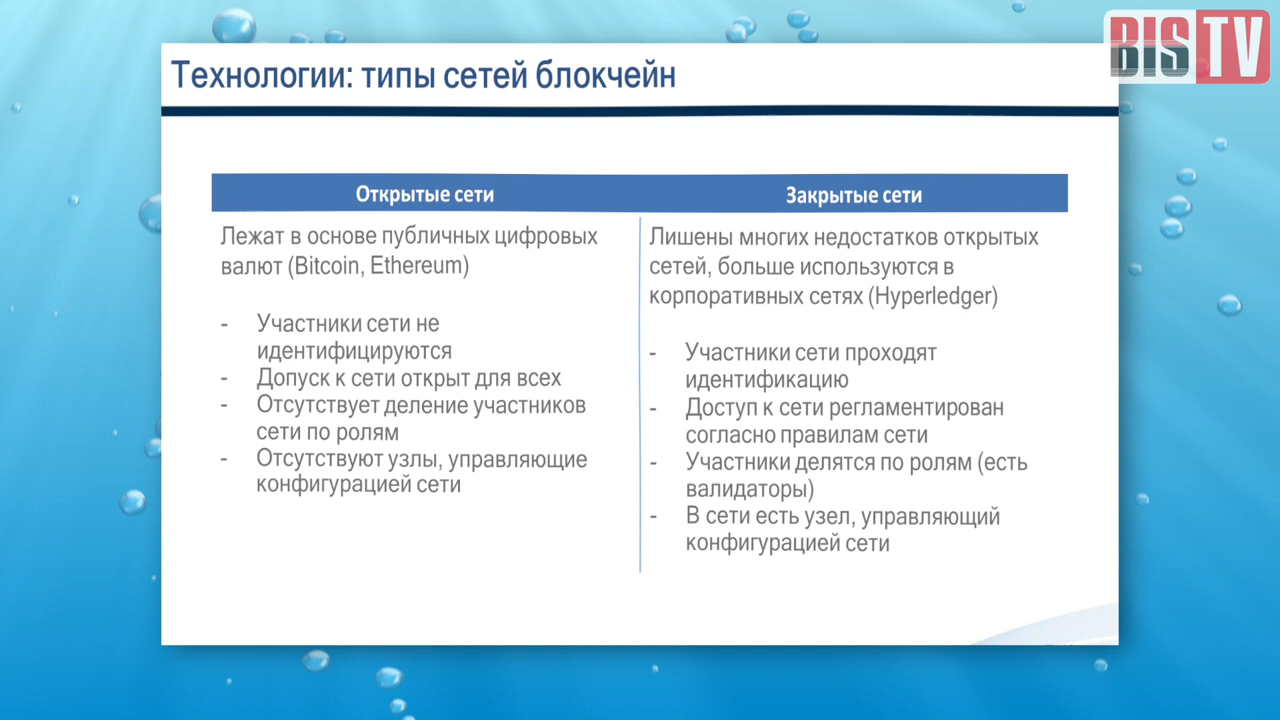 BIS TV
Технологии: типы сетей блокчейн
Открытые сети
Лежат в основе публичных цифровых
валют (Bitcoin, Ethereum)
- Участники сети не
идентифицируются
- Допуск к сети открыт для всех
- Отсутствует деление участников
сети по ролям
- Отсутствуют узлы, управляющие
конфигурацией сети
Закрытые сети
Лишены многих недостатков открытых
сетей, больше используются в
корпоративных сетях (Hyperledger)
- Участники сети проходят
идентификацию
- Доступ к сети регламентирован
согласно правилам сети
- Участники делятся по ролям (есть
валидаторы)
- В сети есть узел, управляющий
конфигурацией сети